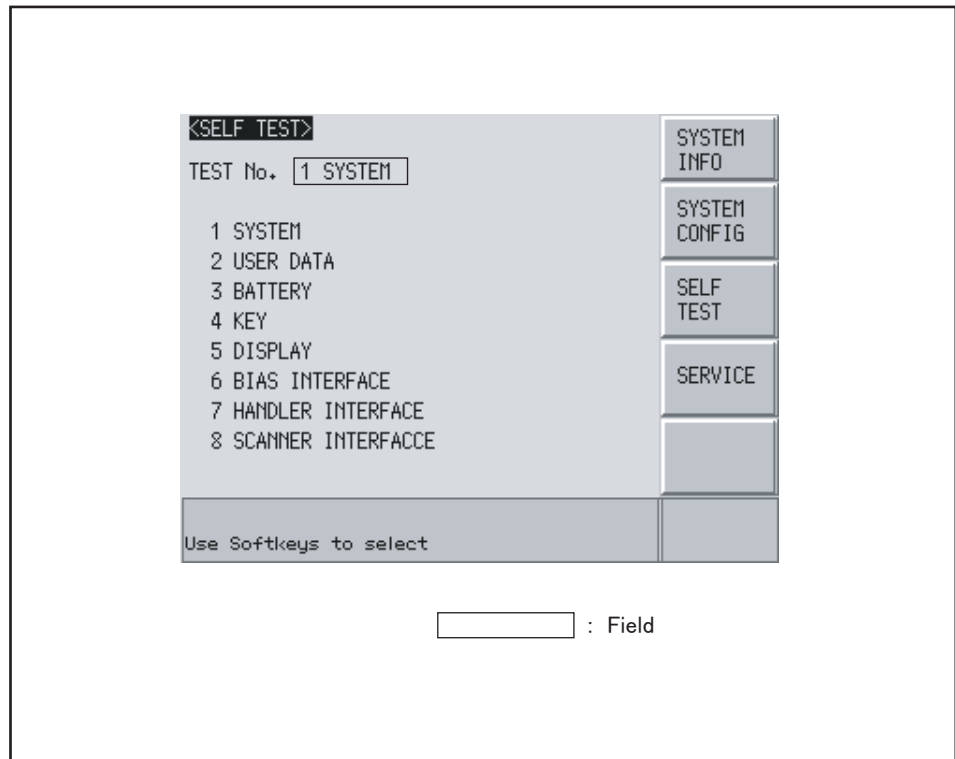 <SELF TEST>
TEST No. 1 SYSTEM
1 SYSTEM
2 USER DATA
3 BATTERY
4 KEY
5 DISPLAY
6 BIAS INTERFACE
7 HANDLER INTERFACE
8 SCANNER INTERFACCE
Use Softkeys to select
SYSTEM
INFO
SYSTEM
CONFIG
SELF
TEST
SERVICE
: Field